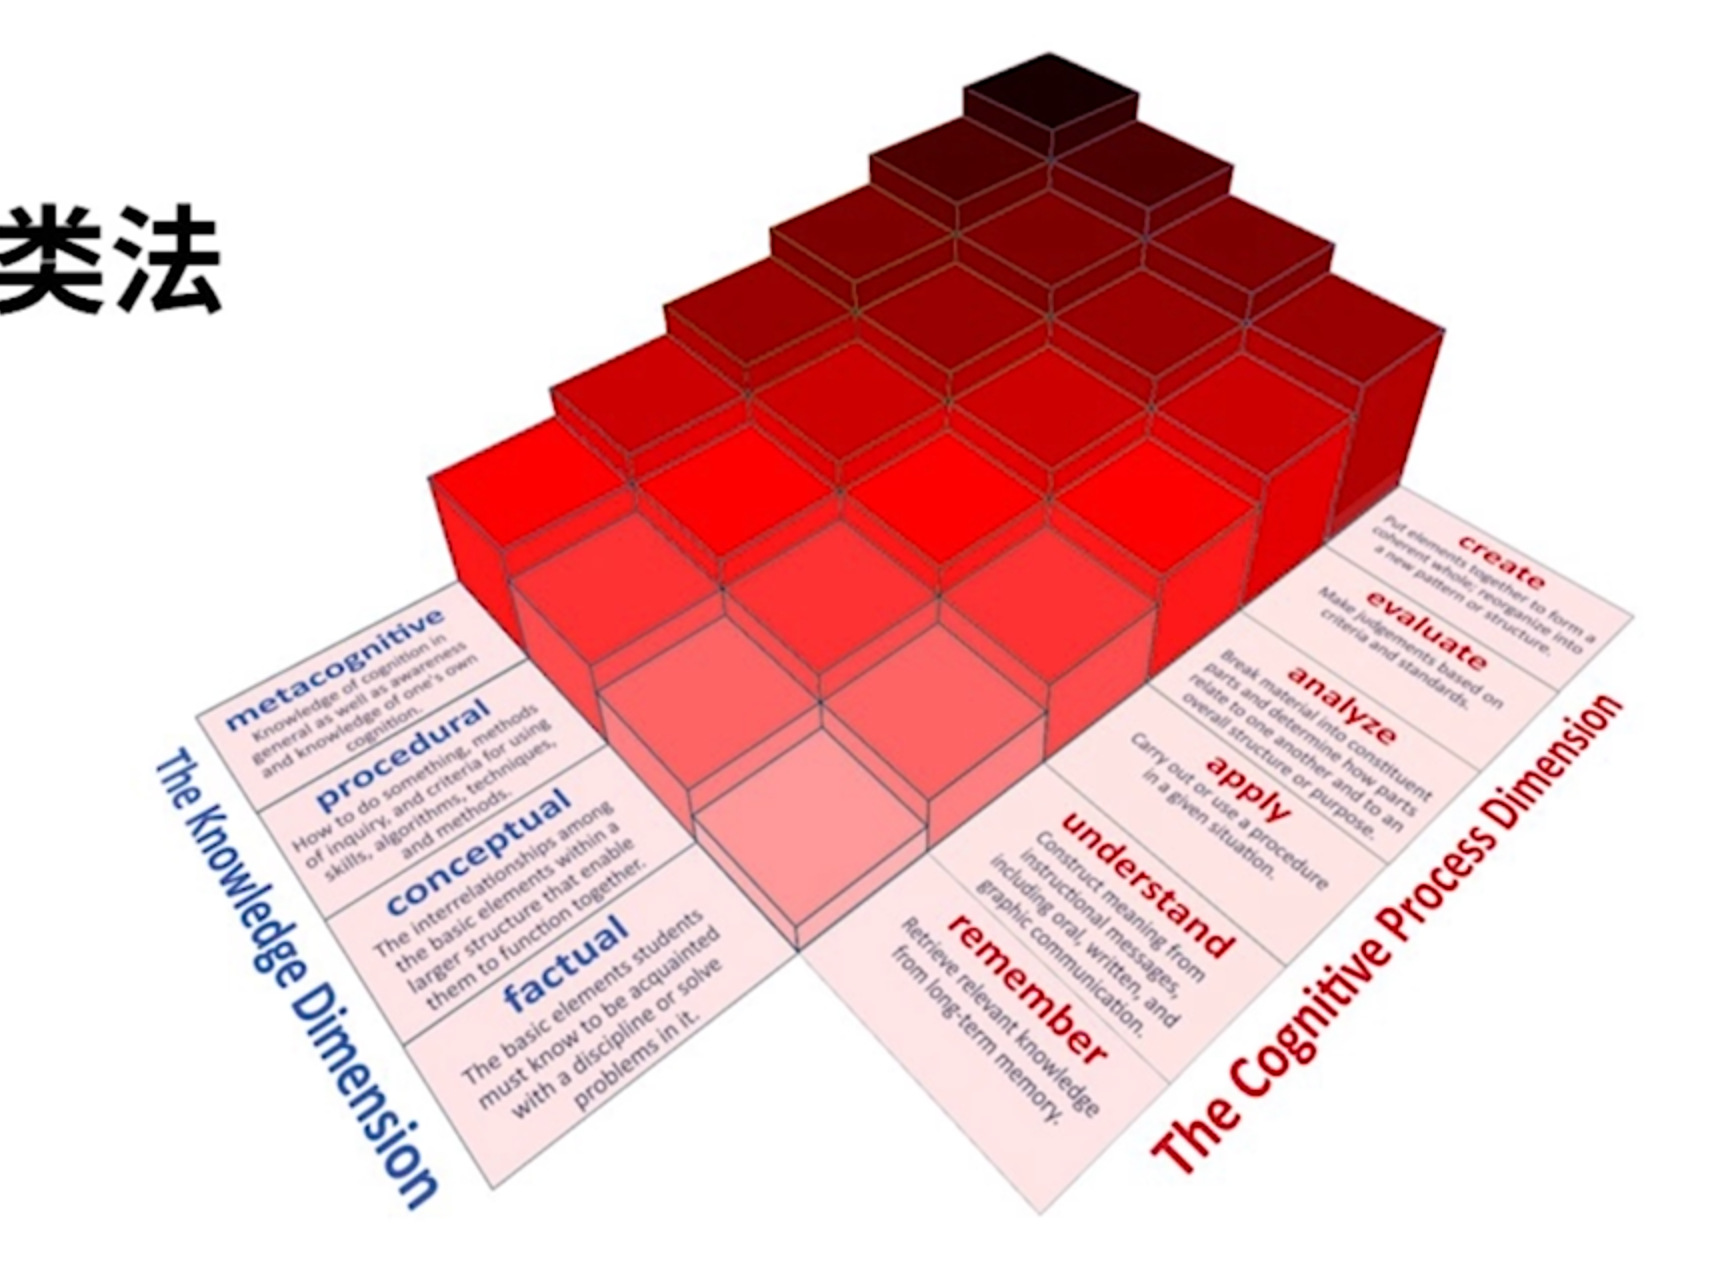 类法
metacognitive
Knowledge of cognition in
general as well as awareness
and knowledge of one's own
cognition.
procedural
How to do something, methods
of inquiry, and criteria for using
skills, algorithms, techniques,
and methods.
conceptual
The interrelationships among
the basic elements within a
larger structure that enable
them to function together.
factual
The basic elements students
must know to be acquainted
with a discipline or solve
problems in it.
The Knowledge Dimension
create
Put elements together to form a
coherent whole; reorganize into
a new pattern or structure.
evaluate
Make judgements based on
criteria and standards.
analyze
Break material into constituent
parts and determine how parts
relate to one another and to an
overall structure or purpose.
apply
Carry out or use a procedure
in a given situation.
understand
Construct meaning from
instructional messages,
including oral, written, and
graphic communication.
remember
Retrieve relevant knowledge
from long-term memory.
The Cognitive Process Dimension